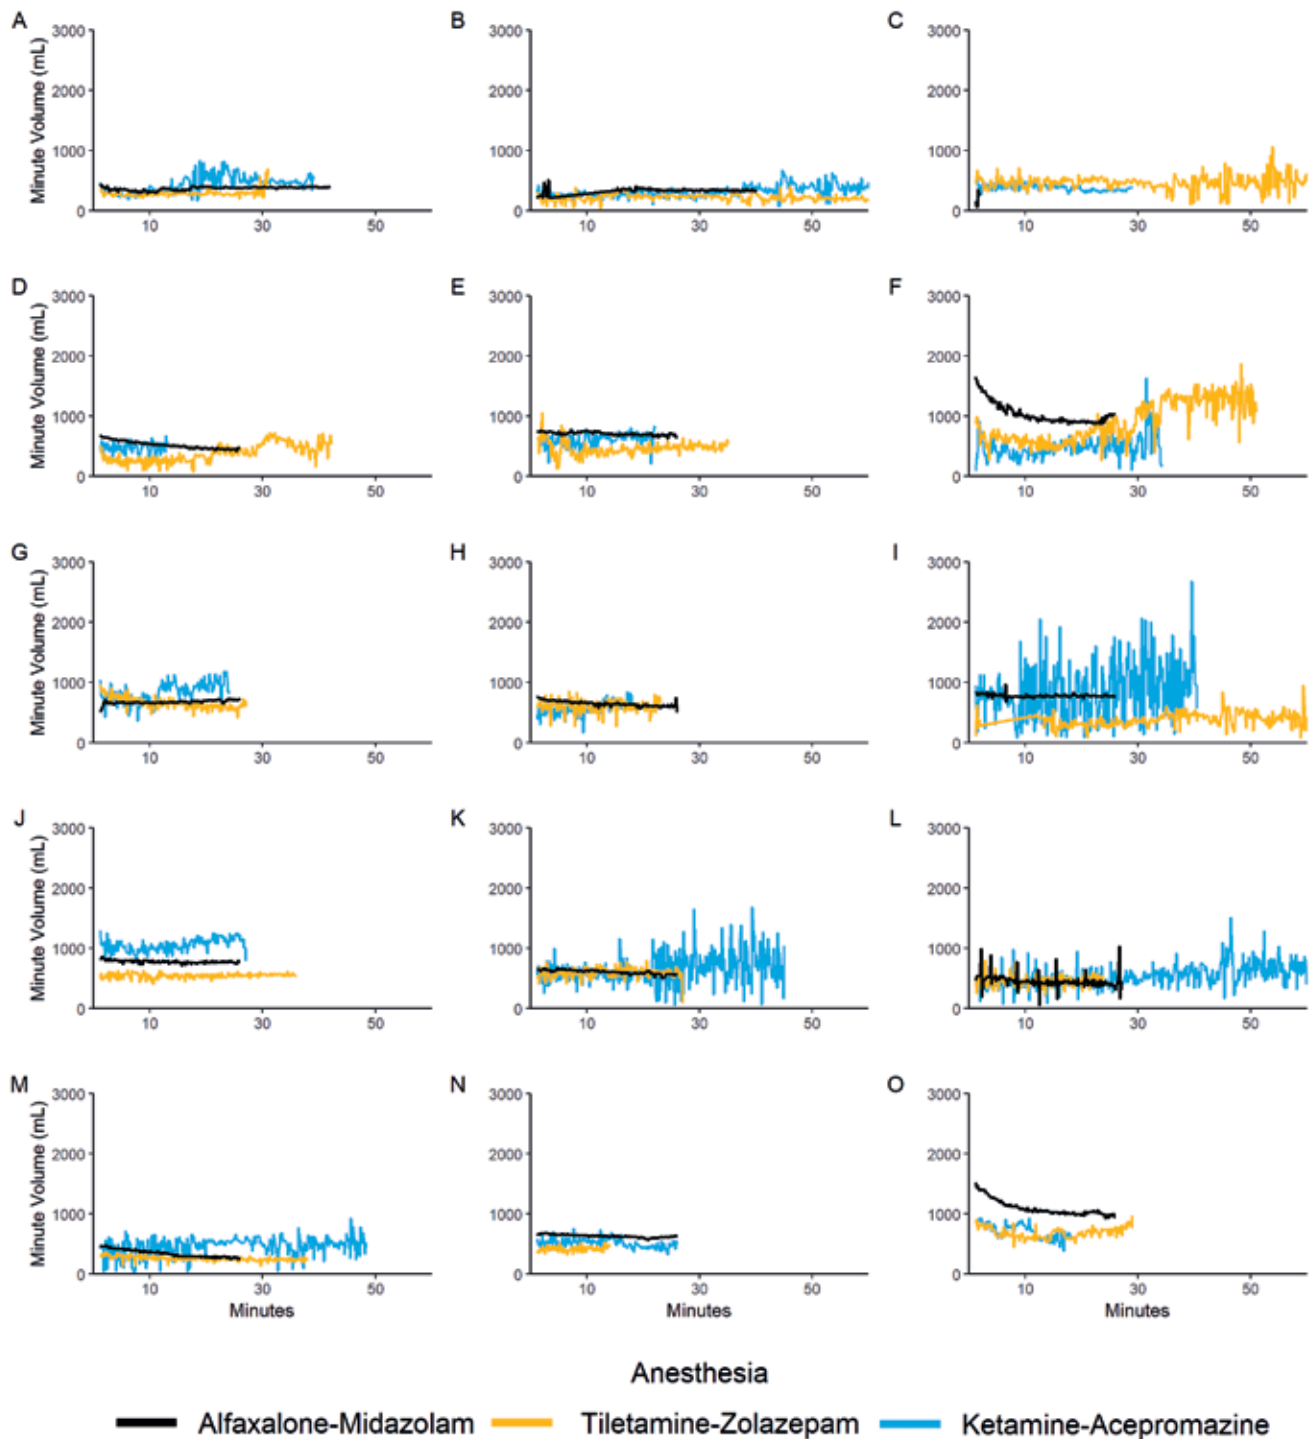 A B C
3000 3000 3000
2000 2000 2000
1000 1000 1000
0 0 0
Minute Volume (mL)
10 30 50 10 30 50 10 30 50
D E F
3000 3000 3000
2000 2000 2000
1000 1000 1000
0 0 0
Minute Volume (mL)
10 30 50 10 30 50 10 30 50
G H I
3000 3000 3000
2000 2000 2000
1000 1000 1000
0 0 0
Minute Volume (mL)
10 30 50 10 30 50 10 30 50
J K L
3000 3000 3000
2000 2000 2000
1000 1000 1000
0 0 0
Minute Volume (mL)
10 30 50 10 30 50 10 30 50
M N O
3000 3000 3000
2000 2000 2000
1000 1000 1000
0 0 0
Minute Volume (mL)
10 30 50 10 30 50 10 30 50
Minutes Minutes Minutes
Anesthesia
Alfaxalone-Midazolam Tiletamine-Zolazepam Ketamine-Acepromazine